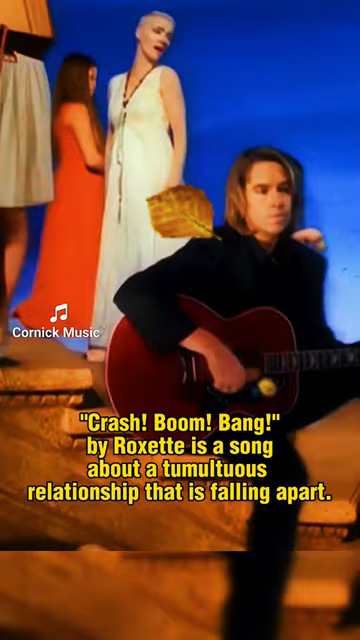 Cornick Music
"Crash! Boom! Bang!"
by Roxette is a song
about a tumultuous
relationship that is falling apart.